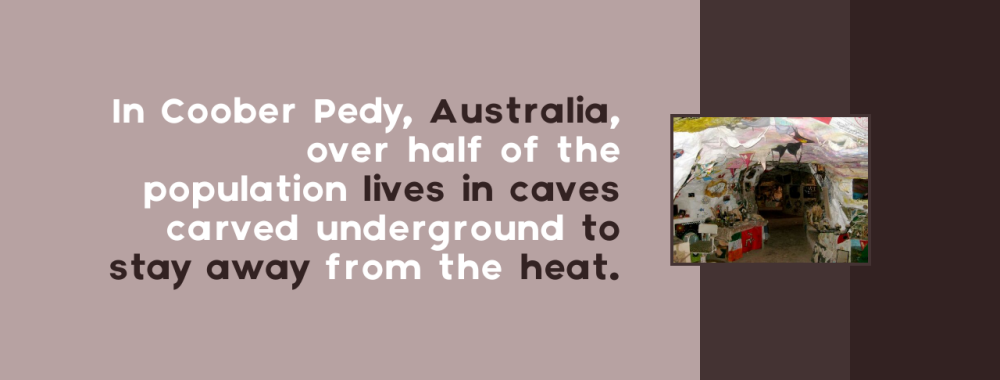 In Coober Pedy, Australia,
over half of the
population lives in caves
carved underground to
stay away from the heat.